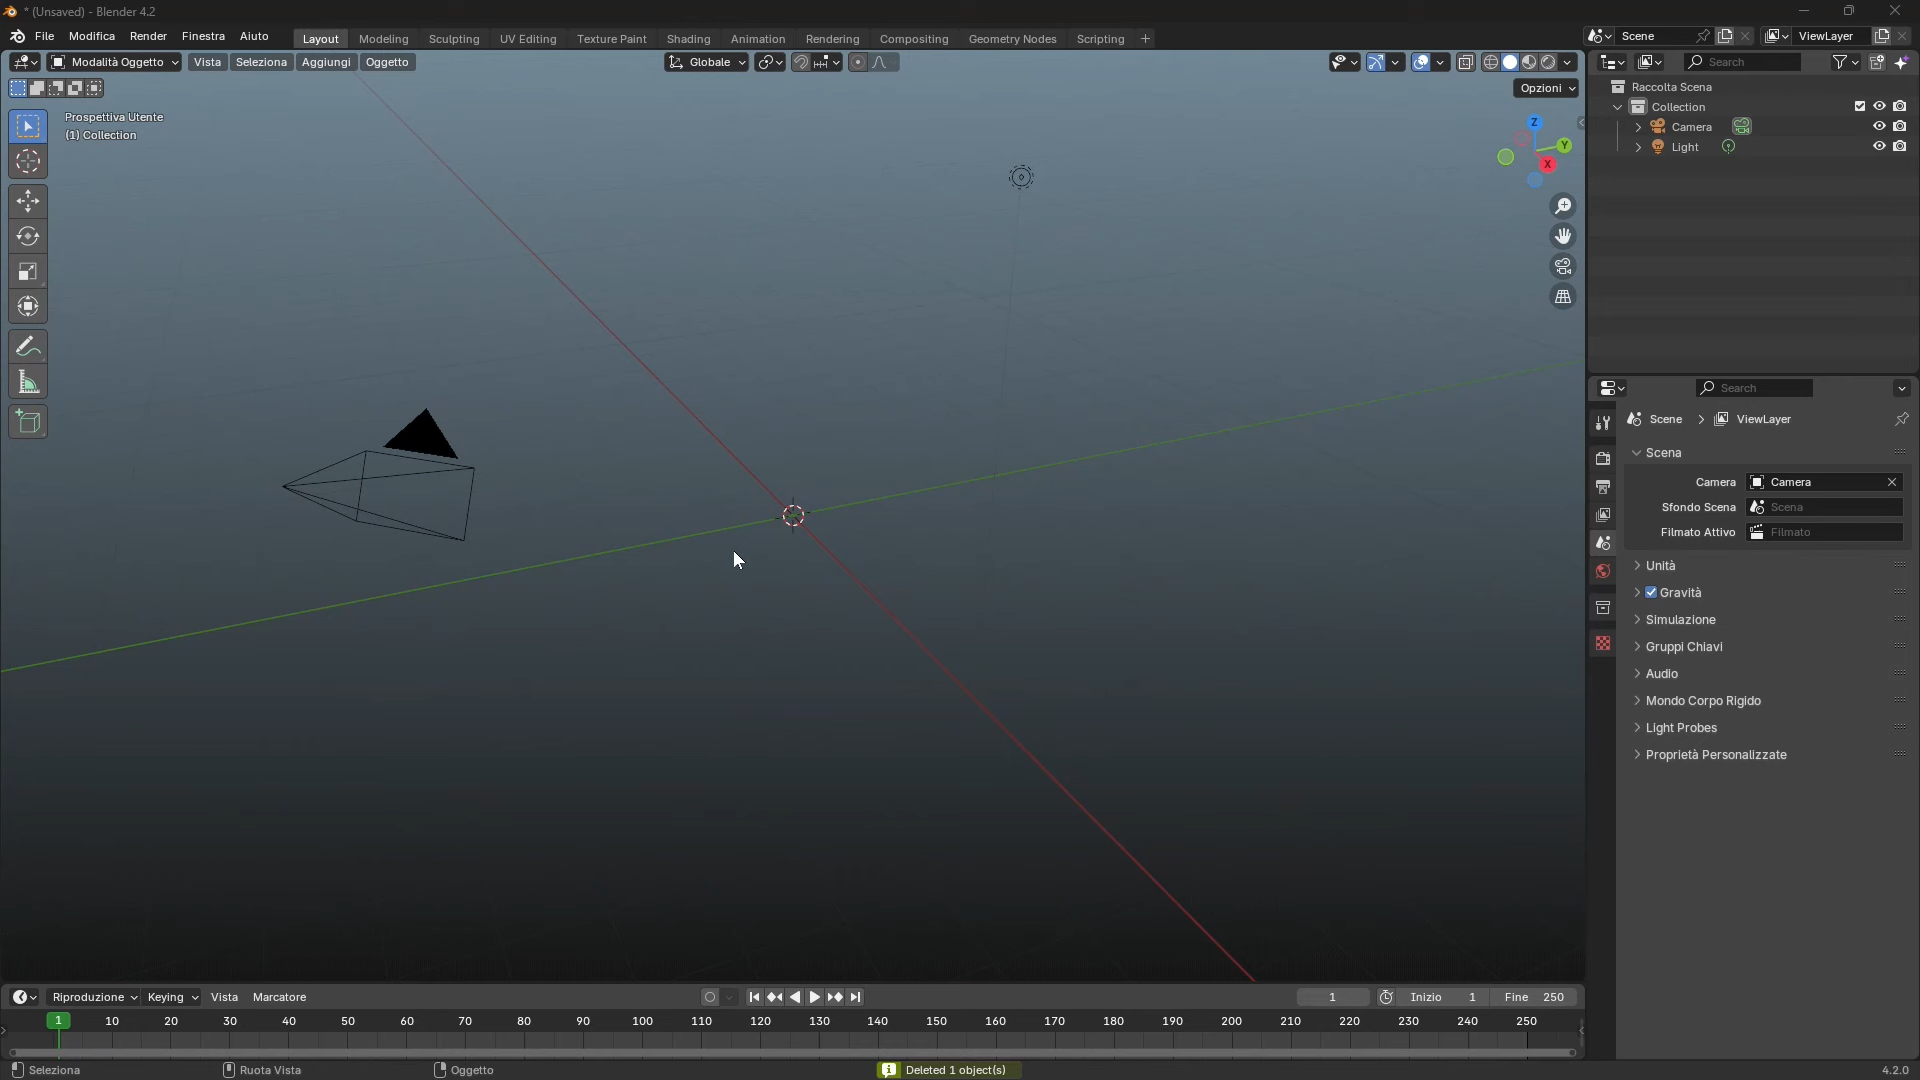 * (Unsaved) - Blender 4.2
File Modifica Render Finestra Aiuto
Layout Modeling Sculpting UV Editing Texture Paint Shading Animation Rendering Compositing Geometry Nodes Scripting +
Scene ViewLayer
Modalità Oggetto Vista Seleziona Aggiungi Oggetto
Globale
Search
Opzioni
Prospettiva Utente
(1) Collection
Z
Y
X
Raccolta Scena
Collection
Camera
Light
Search
Scene > ViewLayer
Scena
Camera Camera
Sfondo Scena Scena
Filmato Attivo Filmato
Unità
Gravità
Simulazione
Gruppi Chiavi
Audio
Mondo Corpo Rigido
Light Probes
Proprietà Personalizzate
Riproduzione Keying Vista Marcatore
1 Inizio 1 Fine 250
1 10 20 30 40 50 60 70 80 90 100 110 120 130 140 150 160 170 180 190 200 210 220 230 240 250
Seleziona Ruota Vista Oggetto Deleted 1 object(s) 4.2.0